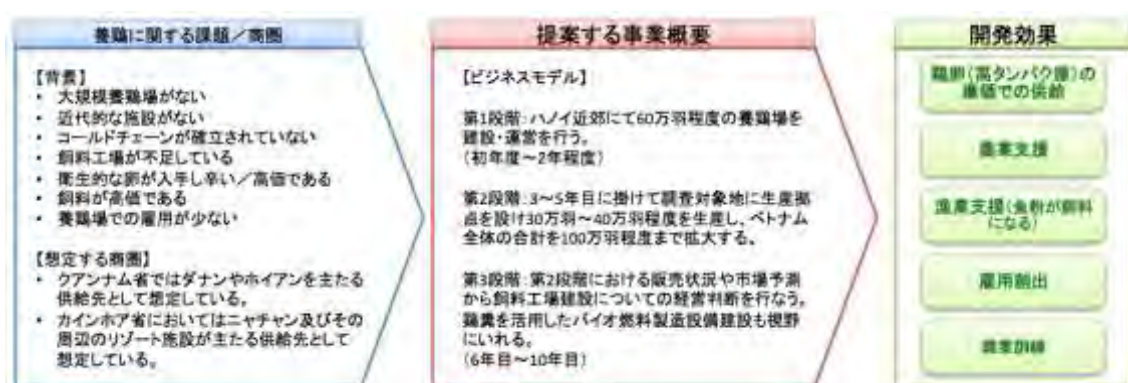 養鶏に関する課題／商圏
【背景】
• 大規模養鶏場がない
• 近代的な施設がない
• コールドチェーンが確立されていない
• 飼料工場が不足している
• 衛生的な卵が入手し辛い／高価である
• 飼料が高価である
• 養鶏場での雇用が少ない
【想定する商圏】
• クアンナム省ではダナンやホイアンを主たる
供給先として想定している。
• カインホア省においてはニャチャン及びその
周辺のリゾート施設が主たる供給先として
想定している。
提案する事業概要
【ビジネスモデル】
第1段階：ハノイ近郊にて60万羽程度の養鶏場を
建設・運営を行う。
（初年度～2年程度）
第2段階：3～5年目に掛けて調査対象地に生産拠
点を設け30万羽～40万羽程度を生産し、ベトナム
全体の合計を100万羽程度まで拡大する。
第3段階：第2段階における販売状況や市場予測
から飼料工場建設についての経営判断を行なう。
鶏糞を活用したバイオ燃料製造設備建設も視野
にいれる。
（6年目～10年目）
開発効果
鶏卵（高タンパク源）の
廉価での供給
農業支援
漁業支援（魚粉が飼料
になる）
雇用創出
職業訓練